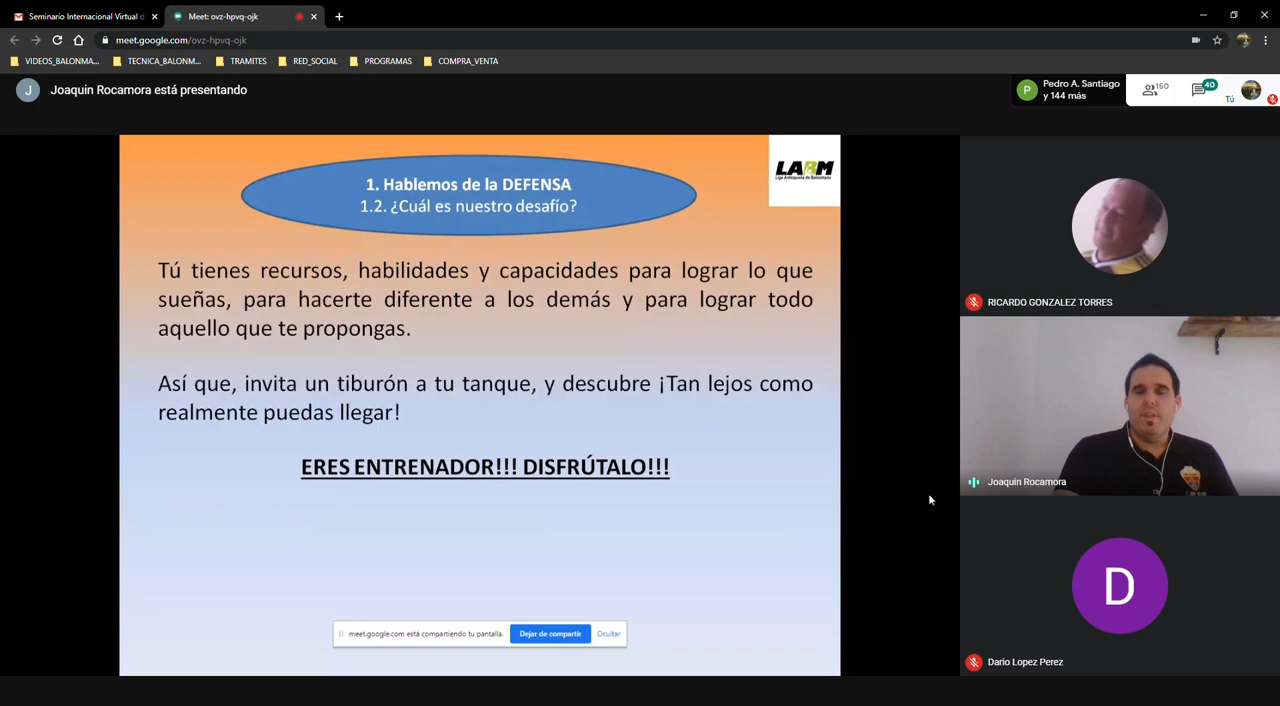 Seminario Internacional Virtual d
Meet: ovz-hpvq-ojk
meet.google.com/ovz-hpvq-ojk
VIDEOS_BALONMA...
TECNICA_BALONM...
TRAMITES
RED_SOCIAL
PROGRAMAS
COMPRA_VENTA
J
Joaquin Rocamora está presentando
P
Pedro A. Santiago
y 144 más
150
40
Tú
1. Hablemos de la DEFENSA
1.2. ¿Cuál es nuestro desafío?
LABM
Liga Antioqueña de Balonmano
Tú tienes recursos, habilidades y capacidades para lograr lo que
sueñas, para hacerte diferente a los demás y para lograr todo
aquello que te propongas.
Así que, invita un tiburón a tu tanque, y descubre ¡Tan lejos como
realmente puedas llegar!
ERES ENTRENADOR!!! DISFRÚTALO!!!
meet.google.com está compartiendo tu pantalla.
Dejar de compartir
Ocultar
RICARDO GONZALEZ TORRES
Joaquin Rocamora
D
Dario Lopez Perez